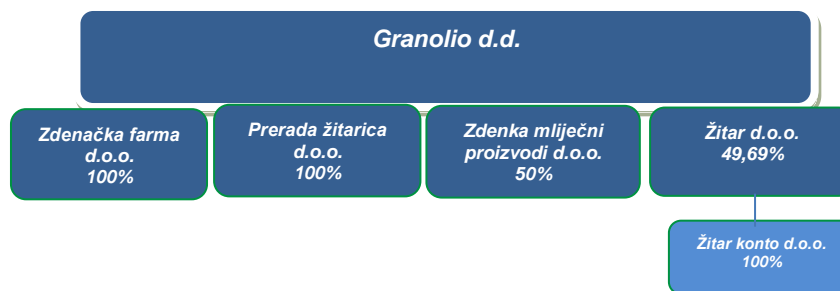 Granolio d.d.
Zdenačka farma
d.o.o.
100%
Prerada žitarica
d.o.o.
100%
Zdenka mliječni
proizvodi d.o.o.
50%
Žitar d.o.o.
49,69%
Žitar konto d.o.o.
100%